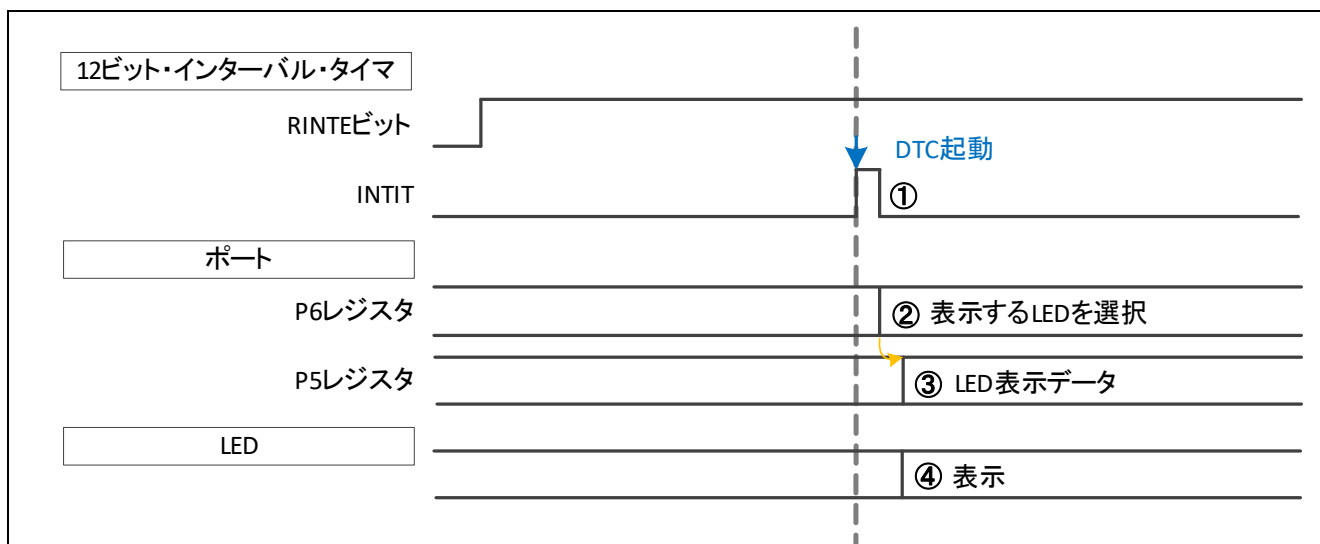 12ビット・インターバル・タイマ
RINTEビット
DTC起動
INTIT
①
ポート
P6レジスタ
② 表示するLEDを選択
P5レジスタ
③ LED表示データ
LED
④ 表示